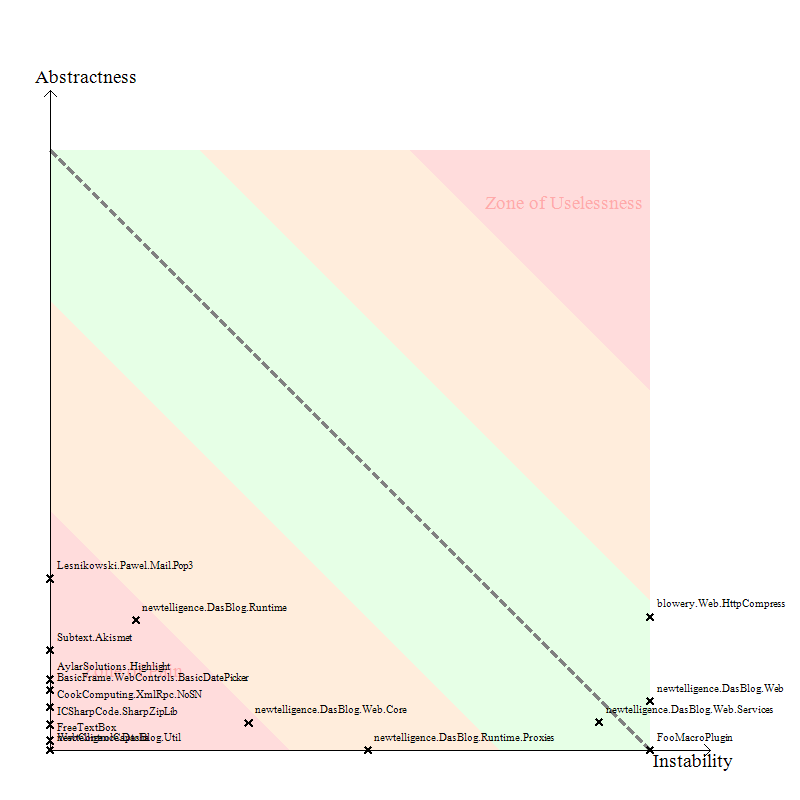 Abstractness
Zone of Uselessness
Lesnikowski.Pawel.Mail.Pop3
blowery.Web.HttpCompress
newtelligence.DasBlog.Runtime
Subtext.Akismet
AylarSolutions.Highlight
BasicFrame.WebControls.BasicDatePicker
CookComputing.XmlRpc.NoSN
newtelligence.DasBlog.Web
ICSharpCode.SharpZipLib
newtelligence.DasBlog.Web.Core
newtelligence.DasBlog.Web.Services
FreeTextBox
newtelligence.DasBlog.Util
newtelligence.DasBlog.Runtime.Proxies
FooMacroPlugin
Instability